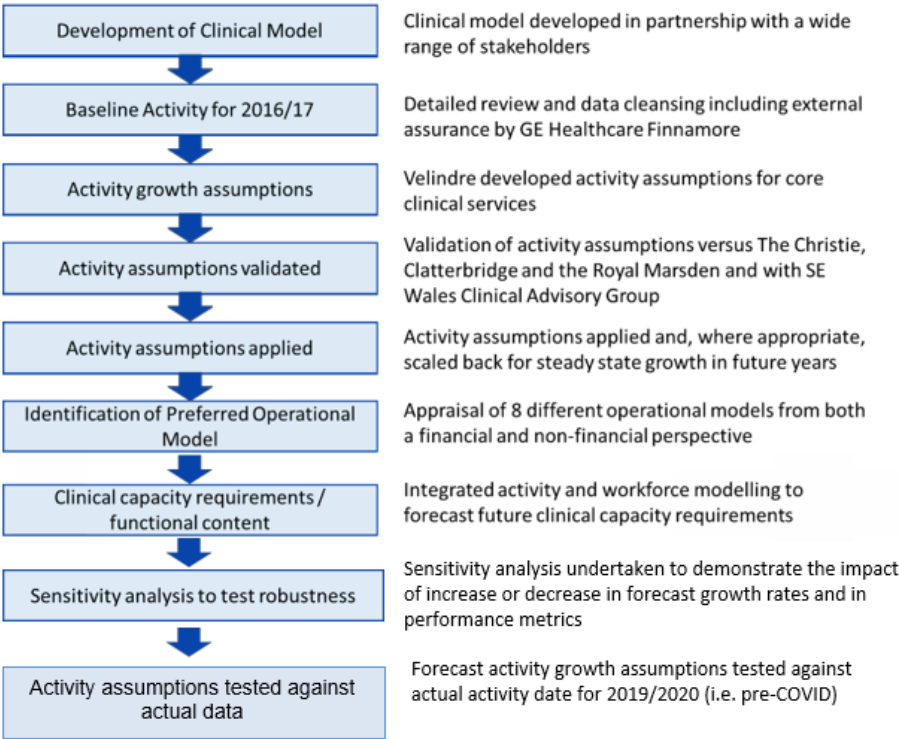 Development of Clinical Model
Clinical model developed in partnership with a wide
range of stakeholders
Baseline Activity for 2016/17
Detailed review and data cleansing including external
assurance by GE Healthcare Finnamore
Activity growth assumptions
Velindre developed activity assumptions for core
clinical services
Activity assumptions validated
Validation of activity assumptions versus The Christie,
Clatterbridge and the Royal Marsden and with SE
Wales Clinical Advisory Group
Activity assumptions applied
Activity assumptions applied and, where appropriate,
scaled back for steady state growth in future years
Identification of Preferred Operational
Model
Appraisal of 8 different operational models from both
a financial and non-financial perspective
Clinical capacity requirements /
functional content
Integrated activity and workforce modelling to
forecast future clinical capacity requirements
Sensitivity analysis to test robustness
Sensitivity analysis undertaken to demonstrate the impact
of increase or decrease in forecast growth rates and in
performance metrics
Activity assumptions tested against
actual data
Forecast activity growth assumptions tested against
actual activity date for 2019/2020 (i.e. pre-COVID)